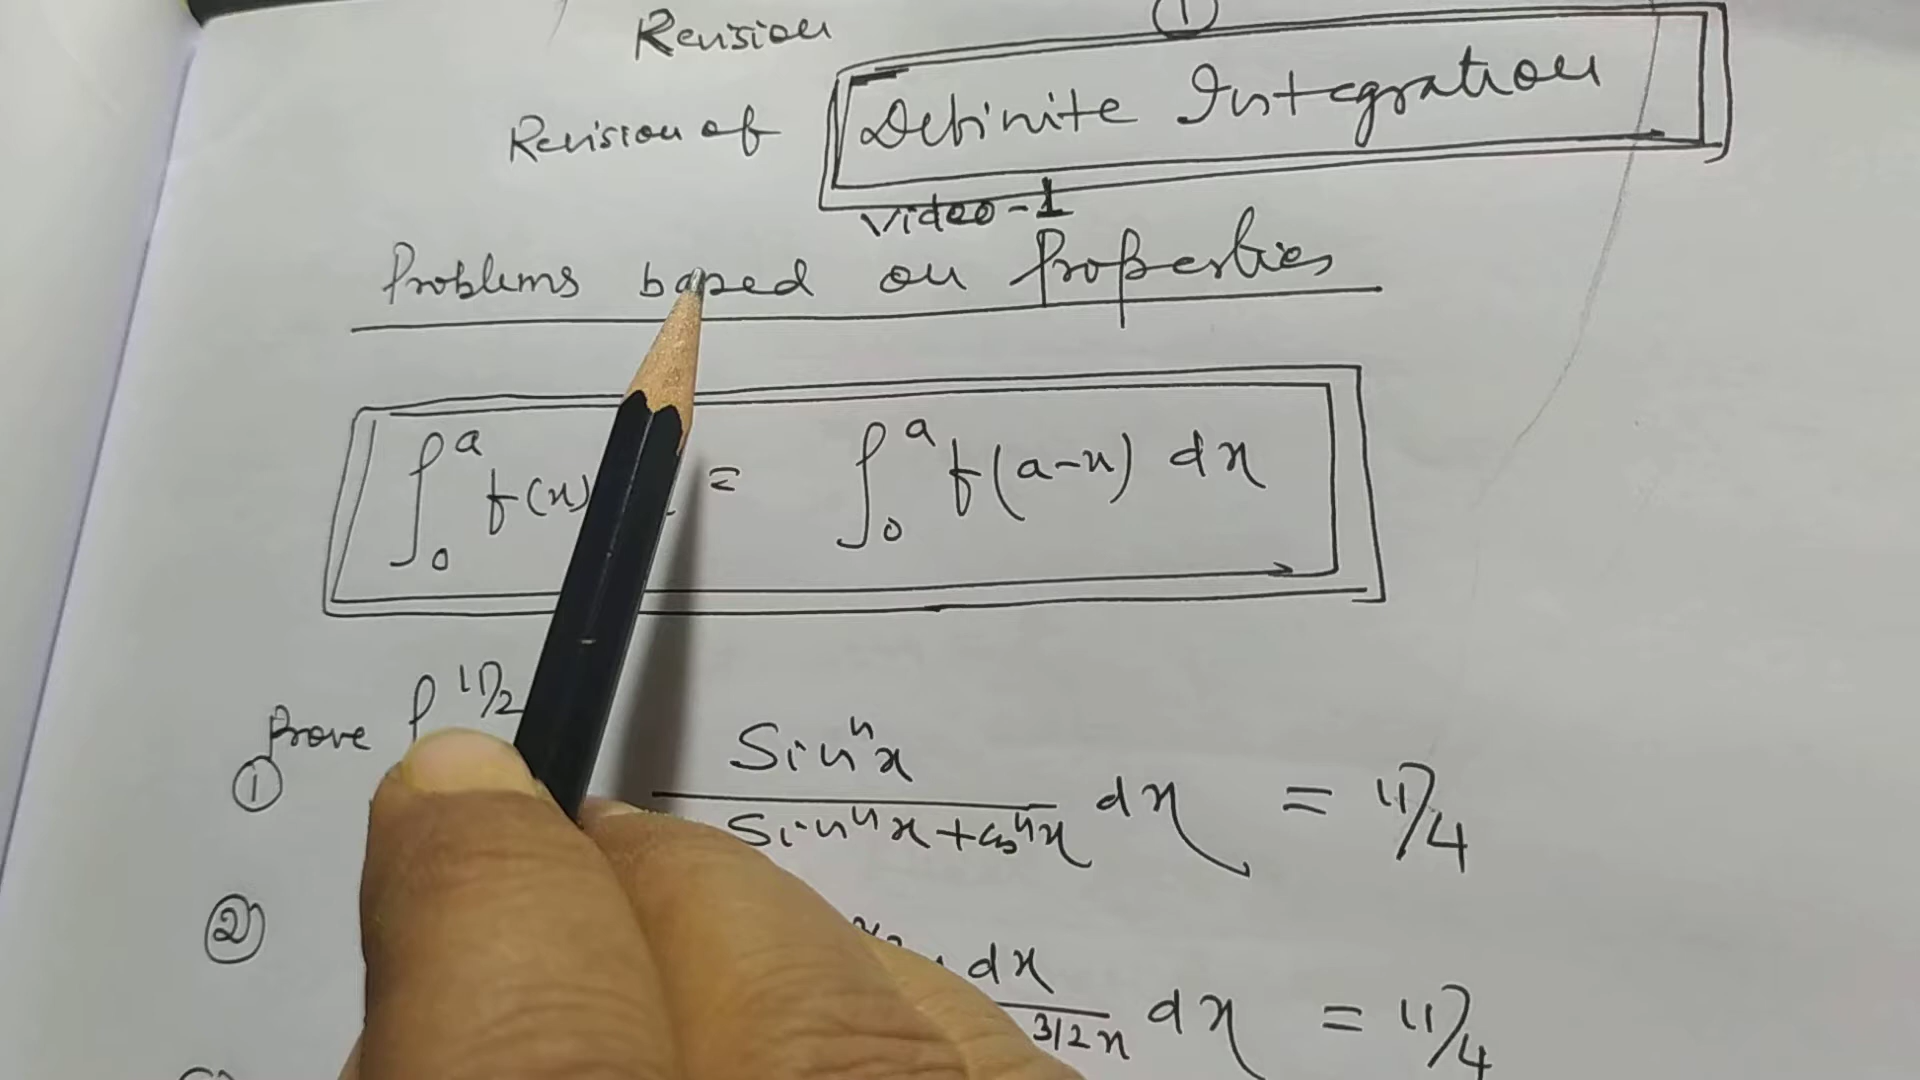 ①
Revision
Revision of Definite Integration
Video-1
Problems based on Properties
∫₀ᵃ f(x) = ∫₀ᵃ f(a-x) dx
Prove ∫ π/2
① Sinⁿx / Sinⁿx + cosⁿx dx = π/4
② dx
3/2 x dx = π/4